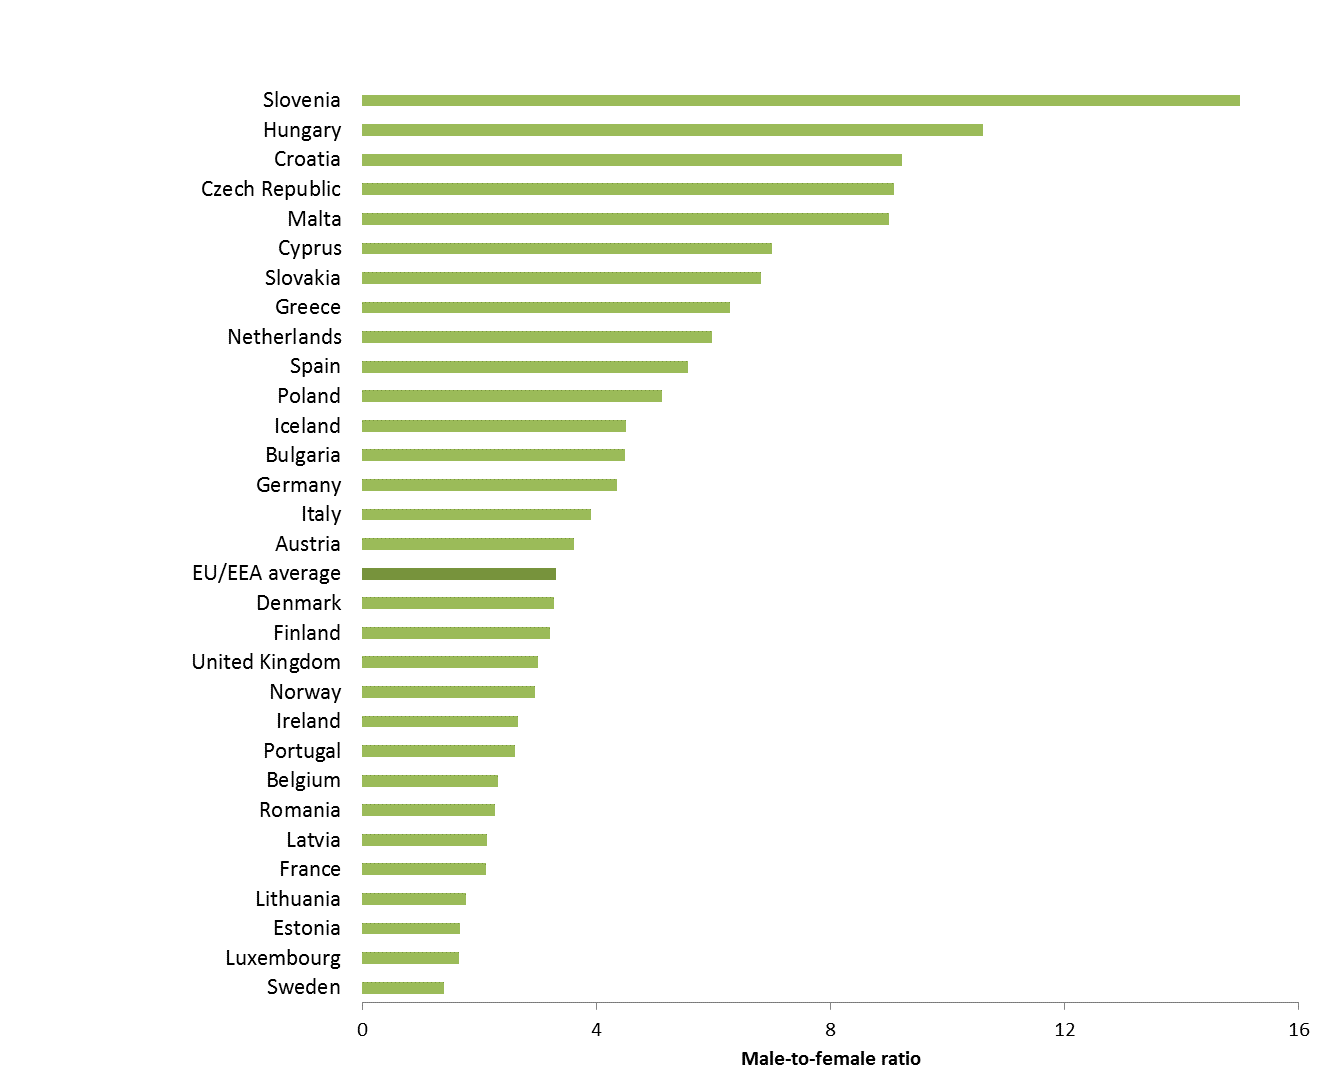 Slovenia
Hungary
Croatia
Czech Republic
Malta
Cyprus
Slovakia
Greece
Netherlands
Spain
Poland
Iceland
Bulgaria
Germany
Italy
Austria
EU/EEA average
Denmark
Finland
United Kingdom
Norway
Ireland
Portugal
Belgium
Romania
Latvia
France
Lithuania
Estonia
Luxembourg
Sweden
0 4 8 12 16
Male-to-female ratio